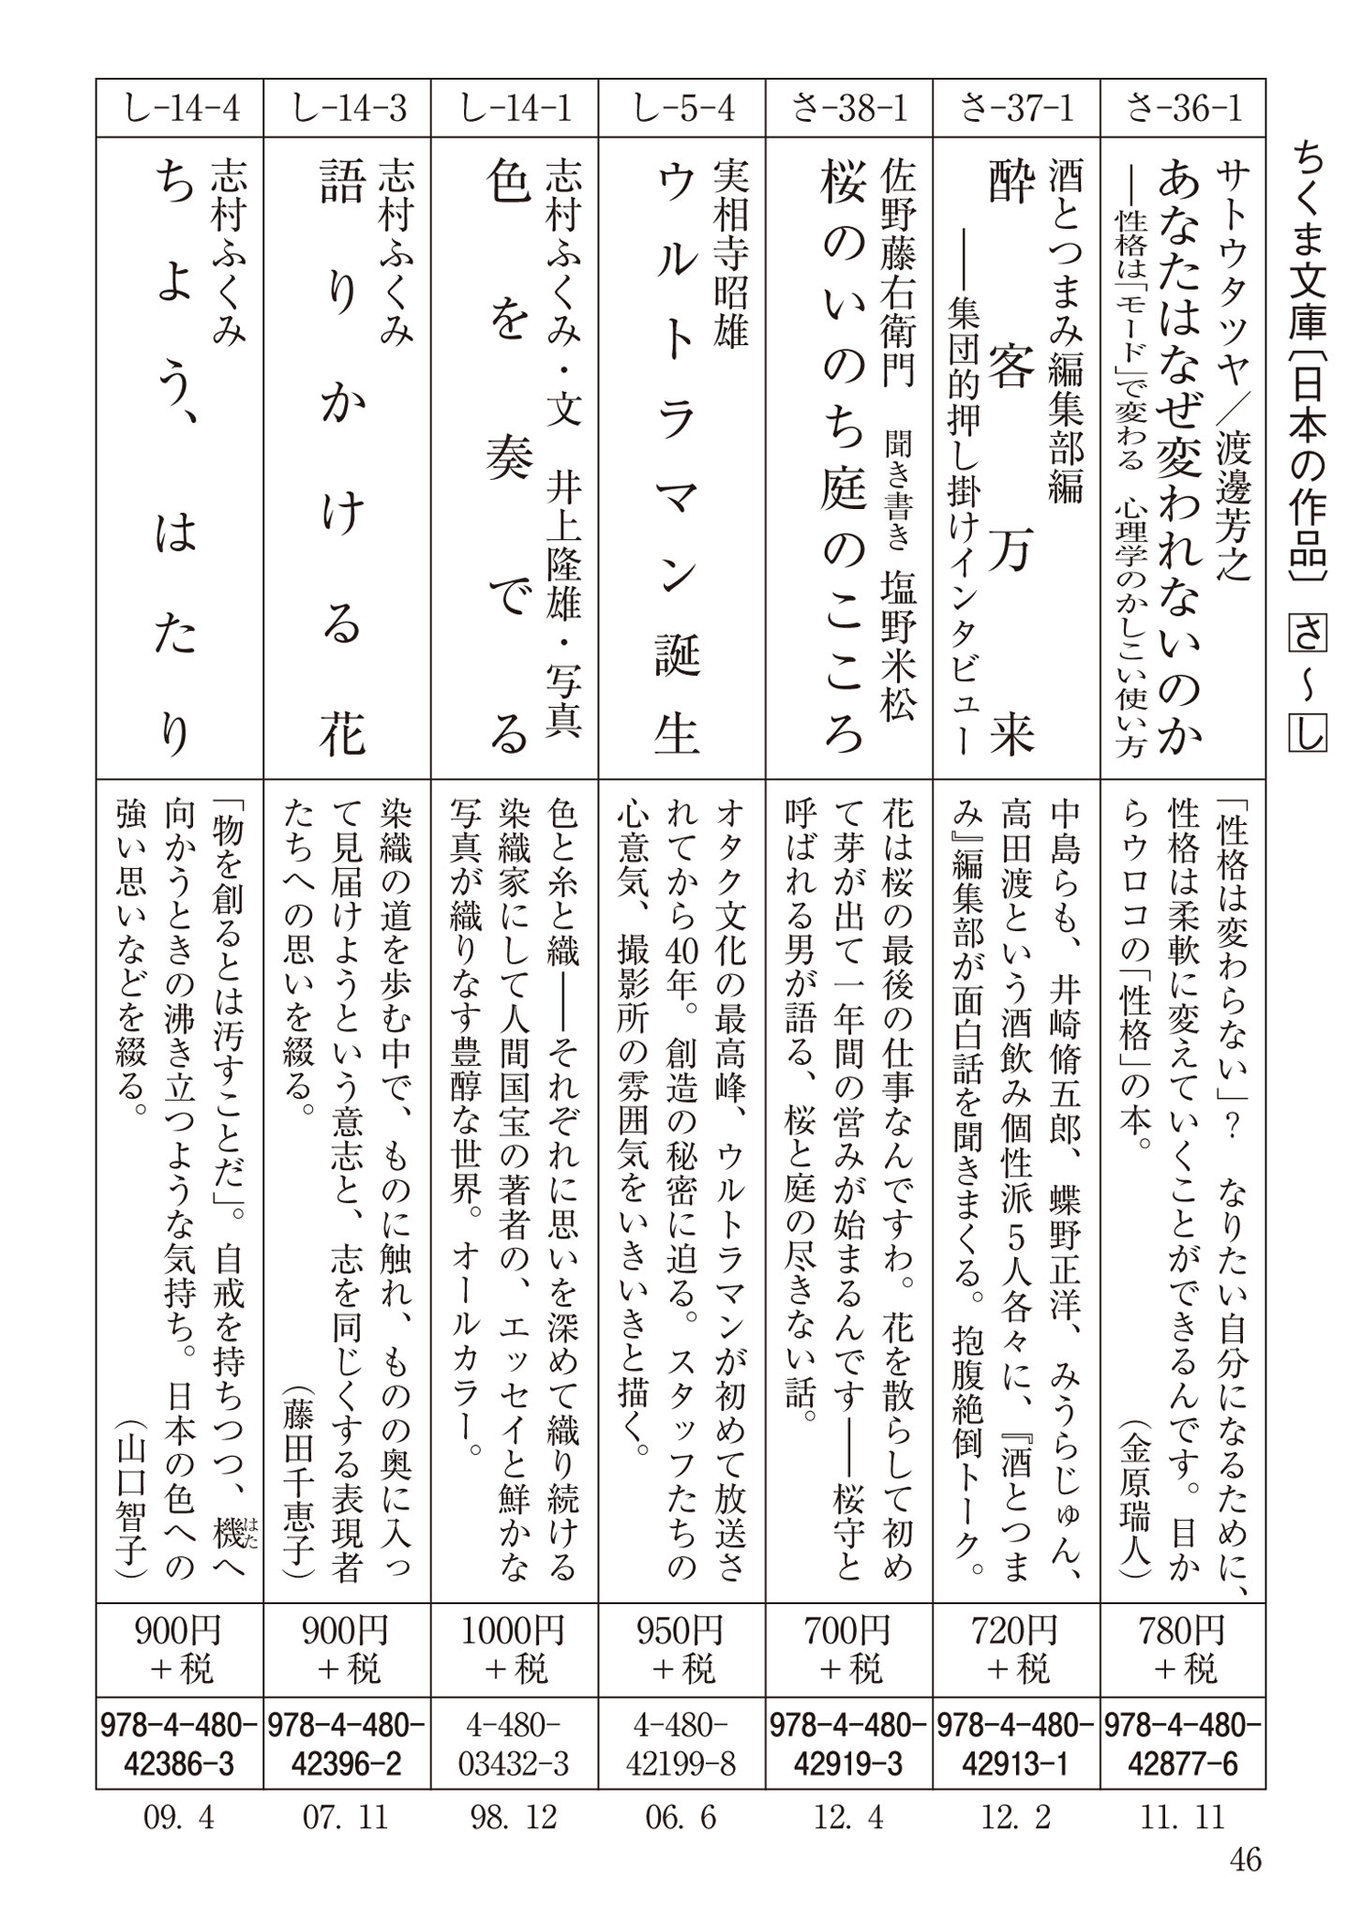 ちくま文庫〔日本の作品〕 さ〜し
さ-36-1
サトウタツヤ／渡邊芳之
あなたはなぜ変われないのか
――性格は「モード」で変わる　心理学のかしこい使い方
「性格は変わらない」？　なりたい自分になるために、
性格は柔軟に変えていくことができるんです。目か
らウロコの「性格」の本。
（金原瑞人）
780円
＋税
978-4-480-
42877-6
11. 11
さ-37-1
酒とつまみ編集部編
酔客万来
――集団的押し掛けインタビュー
中島らも、井崎脩五郎、蝶野正洋、みうらじゅん、
高田渡という酒飲み個性派5人各々に、『酒とつま
み』編集部が面白話を聞きまくる。抱腹絶倒トーク。
720円
＋税
978-4-480-
42913-1
12. 2
さ-38-1
佐野藤右衛門　聞き書き　塩野米松
桜のいのち庭のこころ
花は桜の最後の仕事なんですわ。花を散らして初め
て芽が出て一年間の営みが始まるんです――桜守と
呼ばれる男が語る、桜と庭の尽きない話。
700円
＋税
978-4-480-
42919-3
12. 4
し-5-4
実相寺昭雄
ウルトラマン誕生
オタク文化の最高峰、ウルトラマンが初めて放送さ
れてから40年。創造の秘密に迫る。スタッフたちの
心意気、撮影所の雰囲気をいきいきと描く。
950円
＋税
4-480-
42199-8
06. 6
し-14-1
志村ふくみ・文　井上隆雄・写真
色を奏でる
色と糸と織――それぞれに思いを深めて織り続ける
染織家にして人間国宝の著者の、エッセイと鮮かな
写真が織りなす豊醇な世界。オールカラー。
1000円
＋税
4-480-
03432-3
98. 12
し-14-3
志村ふくみ
語りかける花
染織の道を歩む中で、ものに触れ、ものの奥に入っ
て見届けようという意志と、志を同じくする表現者
たちへの思いを綴る。
（藤田千恵子）
900円
＋税
978-4-480-
42396-2
07. 11
し-14-4
志村ふくみ
ちよう、はたり
「物を創るとは汚すことだ」。自戒を持ちつつ、機はたへ
向かうときの沸き立つような気持ち。日本の色への
強い思いなどを綴る。
（山口智子）
900円
＋税
978-4-480-
42386-3
09. 4
46